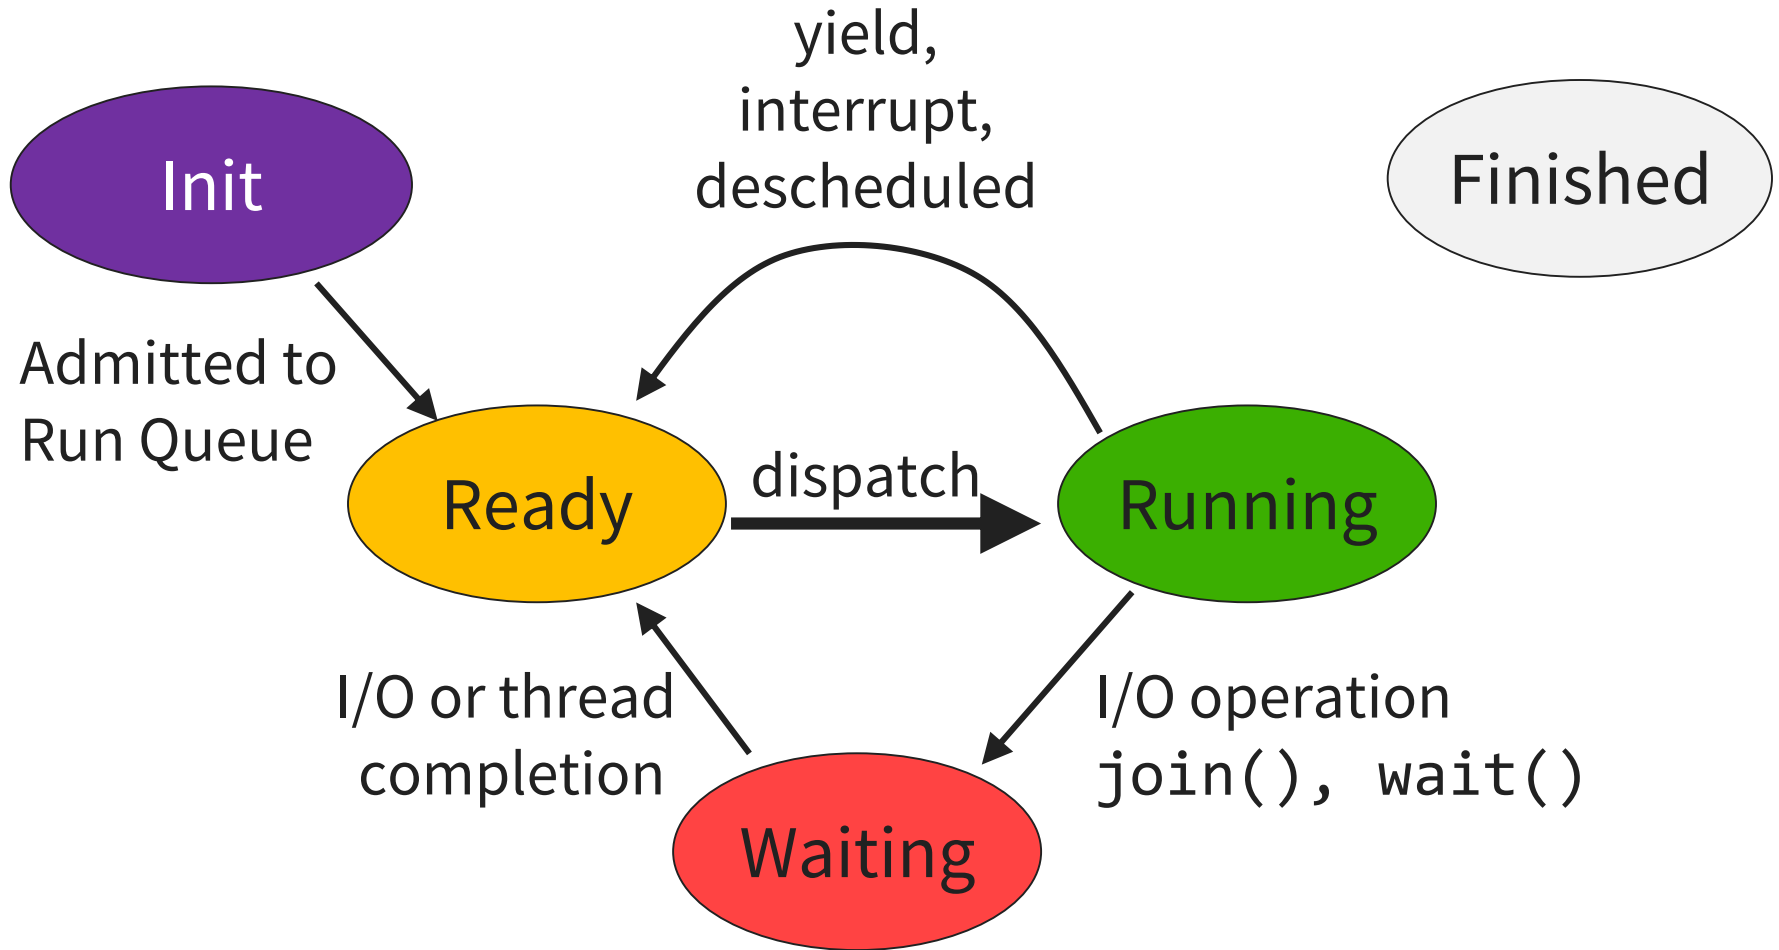 yield,
interrupt,
descheduled
Init
Finished
Admitted to
Run Queue
Ready
dispatch
Running
I/O or thread
completion
I/O operation
join(), wait()
Waiting